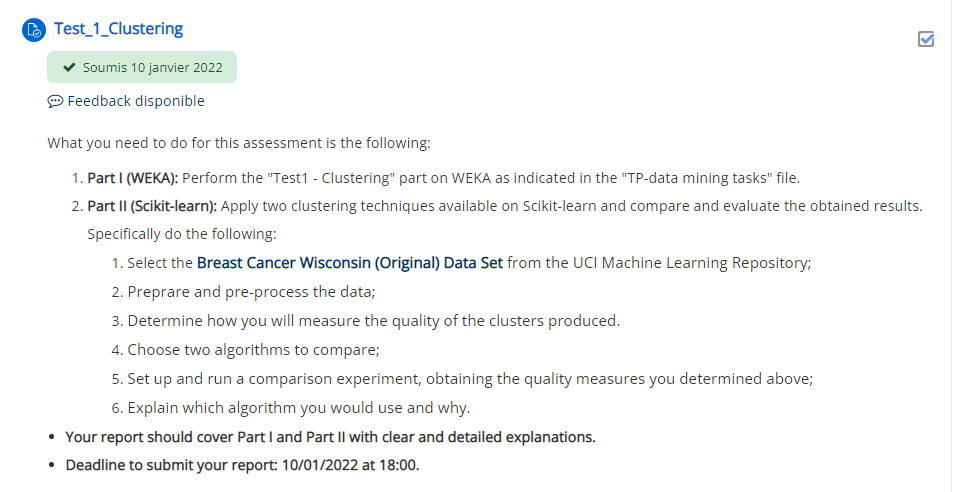 Test_1_Clustering
Soumis 10 janvier 2022
Feedback disponible
What you need to do for this assessment is the following:
1. Part I (WEKA): Perform the "Test1 - Clustering" part on WEKA as indicated in the "TP-data mining tasks" file.
2. Part II (Scikit-learn): Apply two clustering techniques available on Scikit-learn and compare and evaluate the obtained results.
Specifically do the following:
1. Select the Breast Cancer Wisconsin (Original) Data Set from the UCI Machine Learning Repository;
2. Preprare and pre-process the data;
3. Determine how you will measure the quality of the clusters produced.
4. Choose two algorithms to compare;
5. Set up and run a comparison experiment, obtaining the quality measures you determined above;
6. Explain which algorithm you would use and why.
• Your report should cover Part I and Part II with clear and detailed explanations.
• Deadline to submit your report: 10/01/2022 at 18:00.